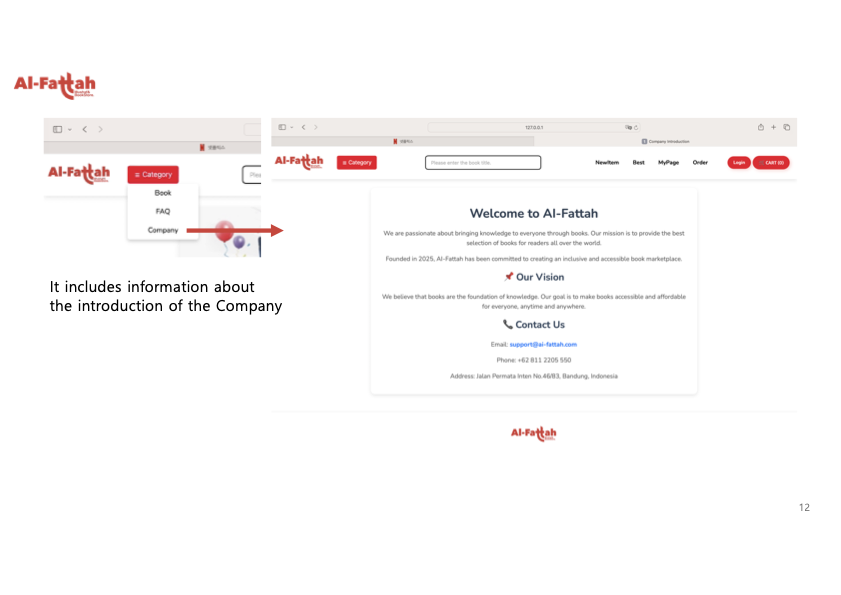 Al-Fattah
Al-Fattah
≡ Category
Book
FAQ
Company
It includes information about
the introduction of the Company
127.0.0.1
Company Introduction
Al-Fattah
≡ Category
Please enter the book title.
NewItem
Best
MyPage
Order
Login
CART (0)
Welcome to Al-Fattah
We are passionate about bringing knowledge to everyone through books. Our mission is to provide the best
selection of books for readers all over the world.
Founded in 2025, Al-Fattah has been committed to creating an inclusive and accessible book marketplace.
📌 Our Vision
We believe that books are the foundation of knowledge. Our goal is to make books accessible and affordable
for everyone, anytime and anywhere.
📞 Contact Us
Email: support@al-fattah.com
Phone: +62 811 2205 550
Address: Jalan Permata Inten No.46/83, Bandung, Indonesia
Al-Fattah
12